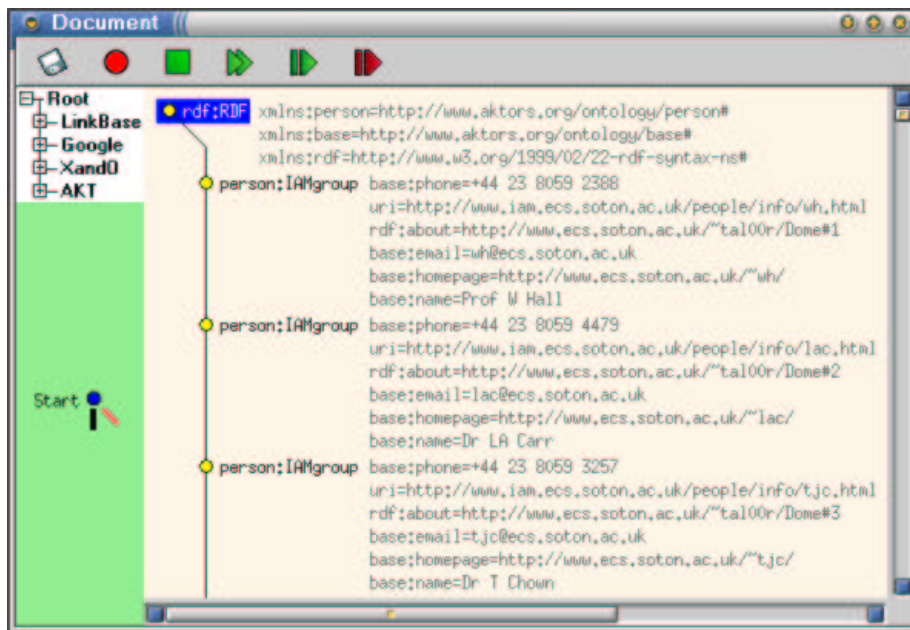 Document
Root
LinkBase
Google
XandO
AKT
Start
rdf:RDF xmlns:person=http://www.aktors.org/ontology/person#
xmlns:base=http://www.aktors.org/ontology/base#
xmlns:rdf=http://www.w3.org/1999/02/22-rdf-syntax-ns#
person:IAMgroup base:phone=+44 23 8059 2388
uri=http://www.iam.ecs.soton.ac.uk/people/info/wh.html
rdf:about=http://www.ecs.soton.ac.uk/~tal00r/Dome#1
base:email=wh@ecs.soton.ac.uk
base:homepage=http://www.ecs.soton.ac.uk/~wh/
base:name=Prof W Hall
person:IAMgroup base:phone=+44 23 8059 4479
uri=http://www.iam.ecs.soton.ac.uk/people/info/lac.html
rdf:about=http://www.ecs.soton.ac.uk/~tal00r/Dome#2
base:email=lac@ecs.soton.ac.uk
base:homepage=http://www.ecs.soton.ac.uk/~lac/
base:name=Dr LA Carr
person:IAMgroup base:phone=+44 23 8059 3257
uri=http://www.iam.ecs.soton.ac.uk/people/info/tjc.html
rdf:about=http://www.ecs.soton.ac.uk/~tal00r/Dome#3
base:email=tjc@ecs.soton.ac.uk
base:homepage=http://www.ecs.soton.ac.uk/~tjc/
base:name=Dr T Chown